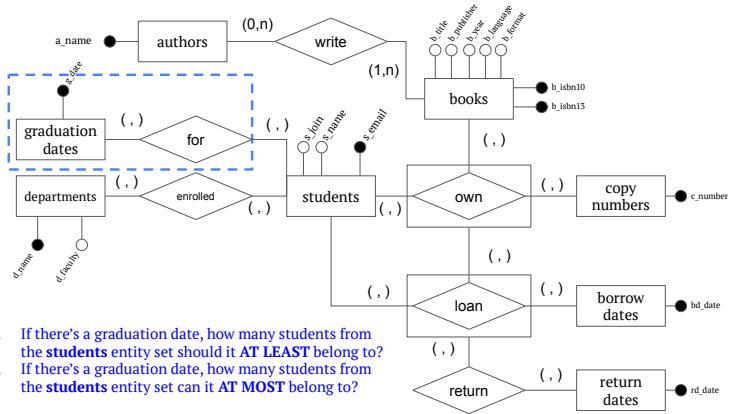 (0,n)
a_name
authors
write
b_title
b_publisher
b_year
b_language
b_format
(1,n)
g_date
books
b_isbn10
b_isbn13
graduation
dates
( , )
for
( , )
s_join
s_name
s_email
( , )
departments
( , )
enrolled
( , )
students
( , )
own
( , )
copy
numbers
c_number
d_name
d_faculty
( , )
( , )
loan
( , )
borrow
dates
bd_date
. If there's a graduation date, how many students from
the students entity set should it AT LEAST belong to?
. If there's a graduation date, how many students from
the students entity set can it AT MOST belong to?
( , )
return
( , )
return
dates
rd_date